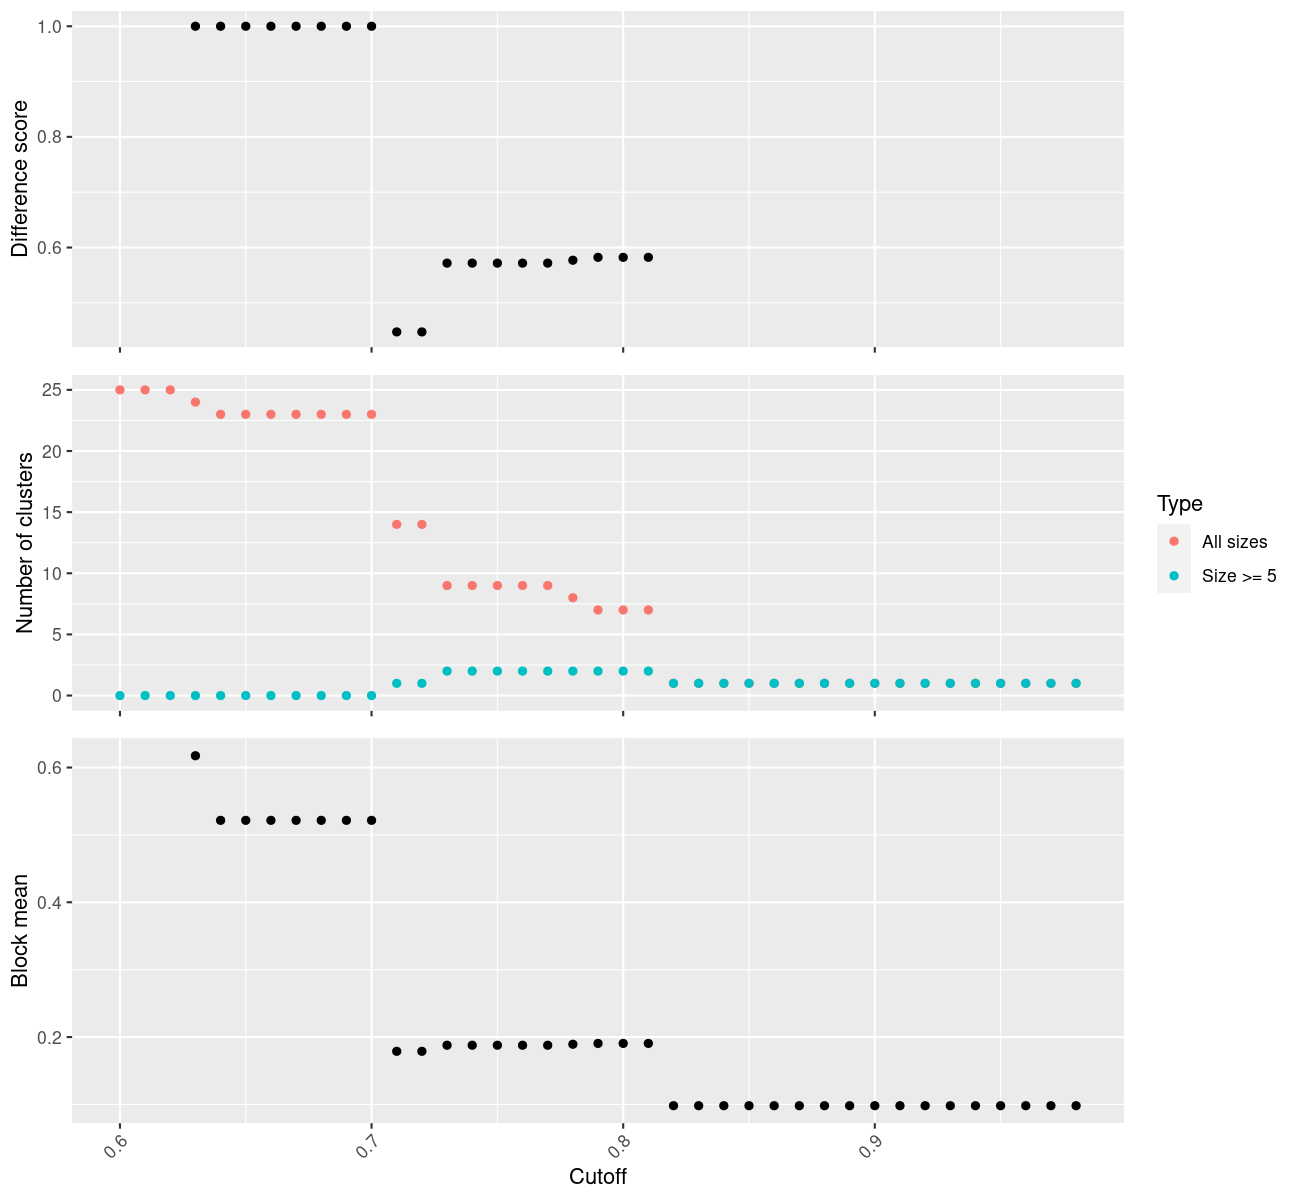 Difference score
1.0
0.8
0.6
Number of clusters
25
20
15
10
5
0
Type
All sizes
Size >= 5
Block mean
0.6
0.4
0.2
0.6
0.7
0.8
0.9
Cutoff